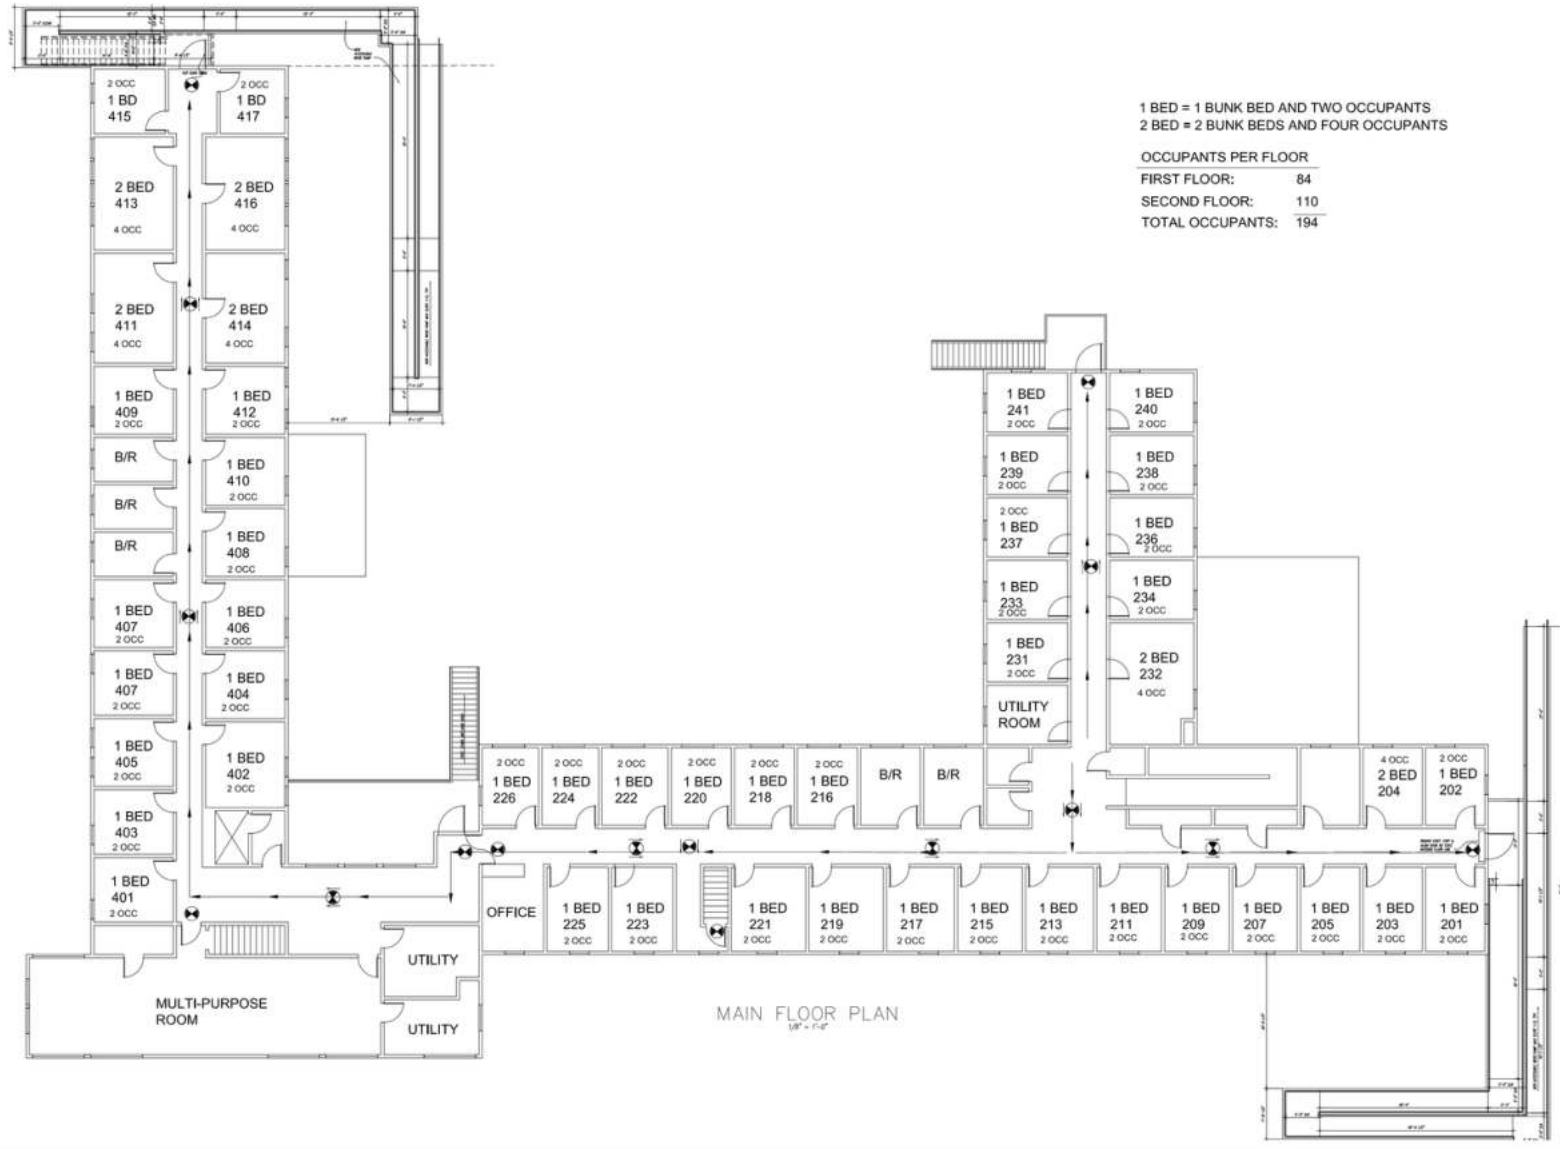 1 BED = 1 BUNK BED AND TWO OCCUPANTS
2 BED = 2 BUNK BEDS AND FOUR OCCUPANTS
OCCUPANTS PER FLOOR
FIRST FLOOR: 84
SECOND FLOOR: 110
TOTAL OCCUPANTS: 194
2 OCC
1 BD
415
2 OCC
1 BD
417
2 BED
413
4 OCC
2 BED
416
4 OCC
2 BED
411
4 OCC
2 BED
414
4 OCC
1 BED
409
2 OCC
1 BED
412
2 OCC
B/R
1 BED
410
2 OCC
B/R
B/R
1 BED
408
2 OCC
1 BED
407
2 OCC
1 BED
406
2 OCC
1 BED
407
2 OCC
1 BED
404
2 OCC
1 BED
405
2 OCC
1 BED
402
2 OCC
1 BED
403
2 OCC
1 BED
401
2 OCC
1 BED
241
2 OCC
1 BED
240
2 OCC
1 BED
239
2 OCC
1 BED
238
2 OCC
2 OCC
1 BED
237
1 BED
236
2 OCC
1 BED
233
2 OCC
1 BED
234
2 OCC
1 BED
231
2 OCC
2 BED
232
4 OCC
UTILITY
ROOM
2 OCC
1 BED
226
2 OCC
1 BED
224
2 OCC
1 BED
222
2 OCC
1 BED
220
2 OCC
1 BED
218
2 OCC
1 BED
216
B/R
B/R
4 OCC
2 BED
204
2 OCC
1 BED
202
OFFICE
1 BED
225
2 OCC
1 BED
223
2 OCC
1 BED
221
2 OCC
1 BED
219
2 OCC
1 BED
217
2 OCC
1 BED
215
2 OCC
1 BED
213
2 OCC
1 BED
211
2 OCC
1 BED
209
2 OCC
1 BED
207
2 OCC
1 BED
205
2 OCC
1 BED
203
2 OCC
1 BED
201
2 OCC
UTILITY
MULTI-PURPOSE
ROOM
UTILITY
MAIN FLOOR PLAN
1/8" = 1'-0"